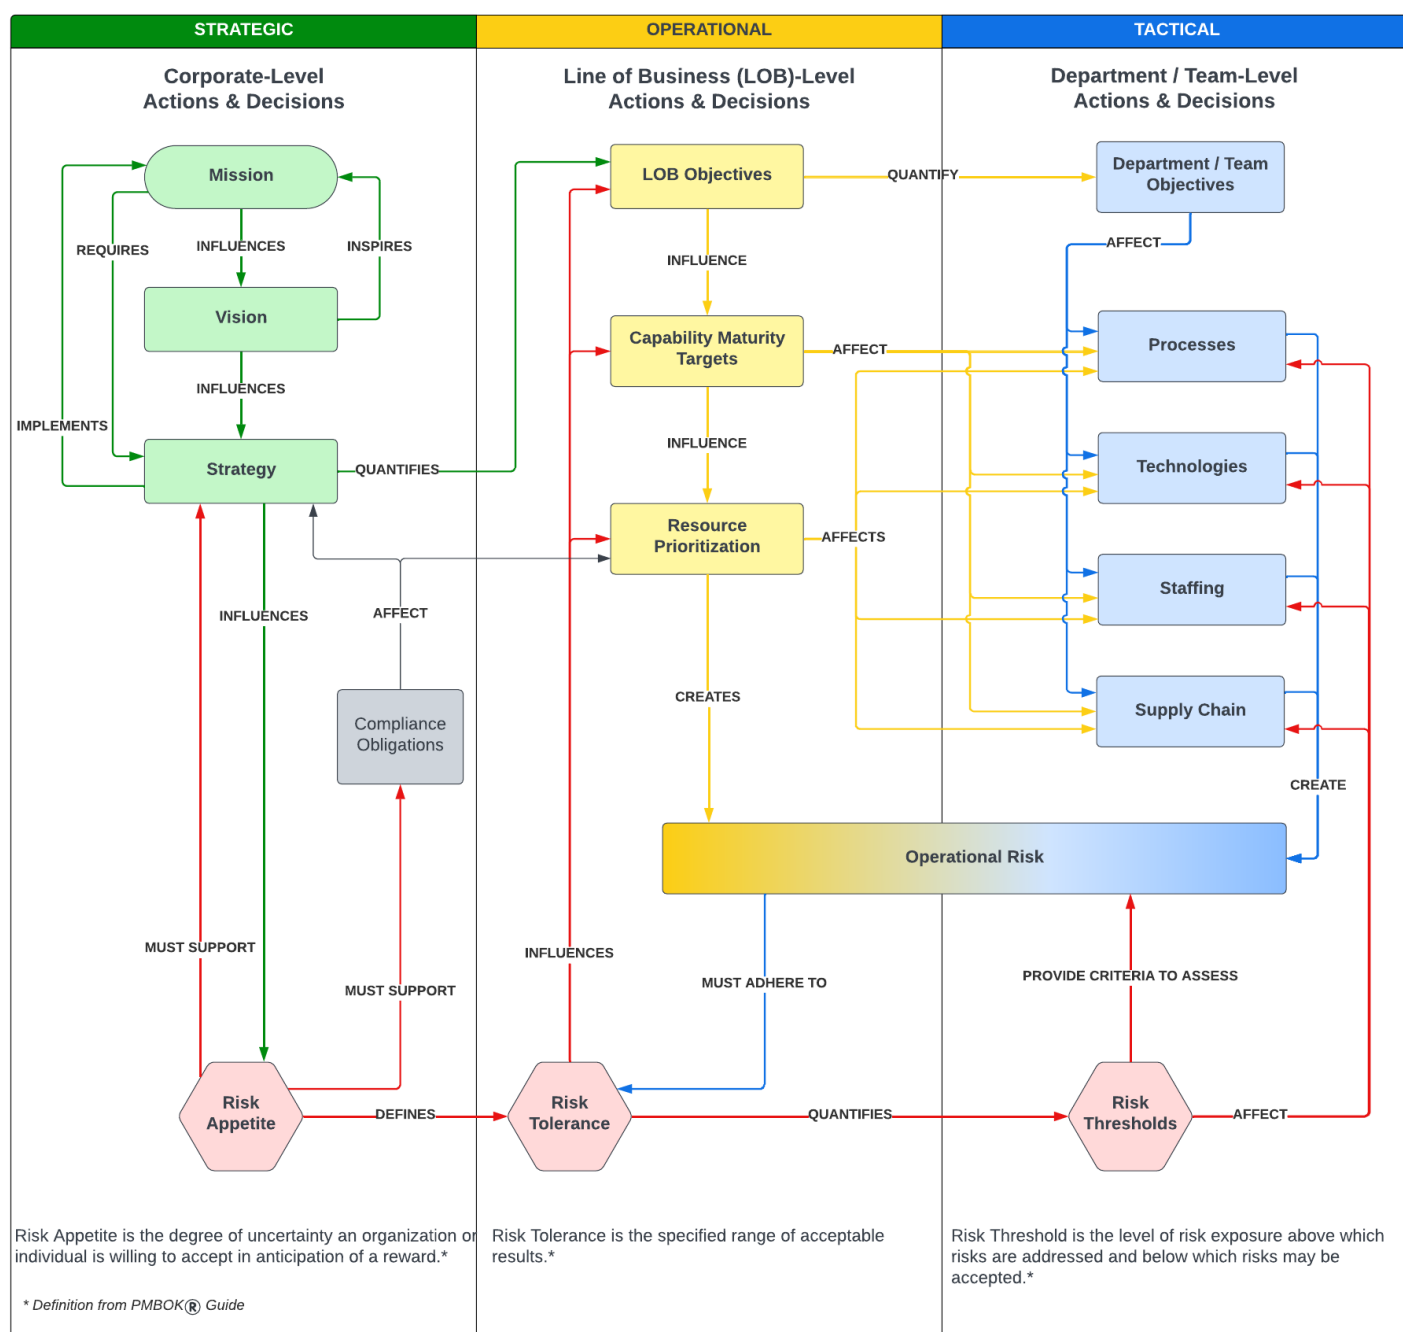 STRATEGIC
OPERATIONAL
TACTICAL
Corporate-Level
Actions & Decisions
Line of Business (LOB)-Level
Actions & Decisions
Department / Team-Level
Actions & Decisions
Mission
LOB Objectives
QUANTIFY
Department / Team
Objectives
REQUIRES
INFLUENCES
INSPIRES
INFLUENCE
AFFECT
Vision
Capability Maturity
Targets
AFFECT
Processes
INFLUENCES
IMPLEMENTS
INFLUENCE
Strategy
QUANTIFIES
Technologies
Resource
Prioritization
AFFECTS
INFLUENCES
AFFECT
Staffing
Compliance
Obligations
CREATES
Supply Chain
CREATE
Operational Risk
MUST SUPPORT
MUST SUPPORT
INFLUENCES
MUST ADHERE TO
PROVIDE CRITERIA TO ASSESS
Risk
Appetite
DEFINES
Risk
Tolerance
QUANTIFIES
Risk
Thresholds
AFFECT
Risk Appetite is the degree of uncertainty an organization or
individual is willing to accept in anticipation of a reward.*
Risk Tolerance is the specified range of acceptable
results.*
Risk Threshold is the level of risk exposure above which
risks are addressed and below which risks may be
accepted.*
* Definition from PMBOK® Guide